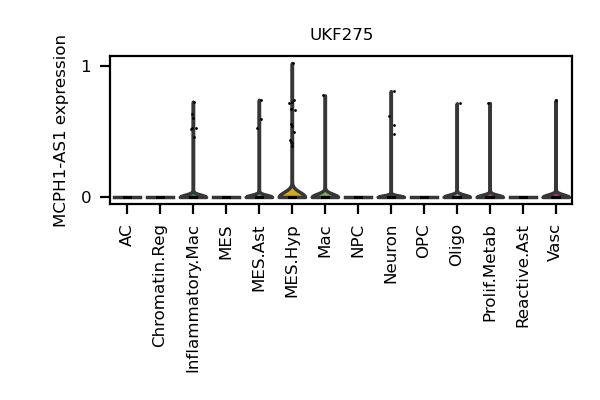 UKF275
MCPH1-AS1 expression
1
0
AC
Chromatin.Reg
Inflammatory.Mac
MES
MES.Ast
MES.Hyp
Mac
NPC
Neuron
OPC
Oligo
Prolif.Metab
Reactive.Ast
Vasc